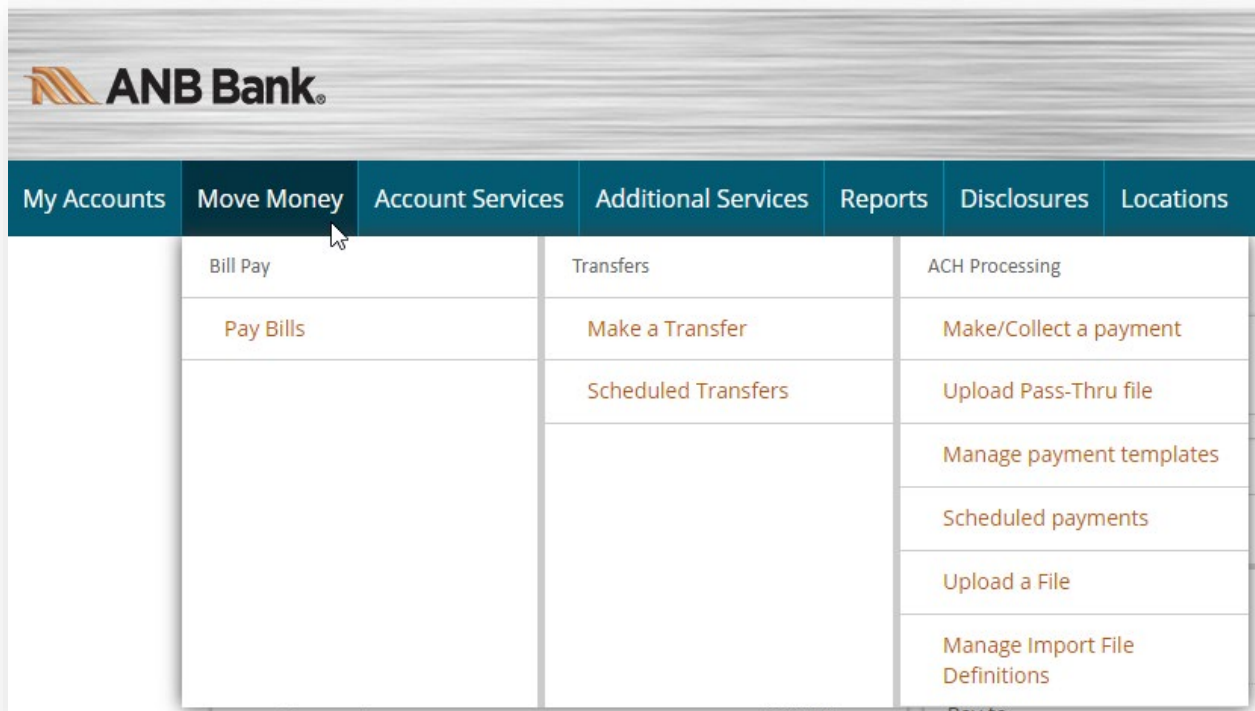 ANB Bank®
My Accounts Move Money Account Services Additional Services Reports Disclosures Locations
Bill Pay
Pay Bills
Transfers
Make a Transfer
Scheduled Transfers
ACH Processing
Make/Collect a payment
Upload Pass-Thru file
Manage payment templates
Scheduled payments
Upload a File
Manage Import File
Definitions